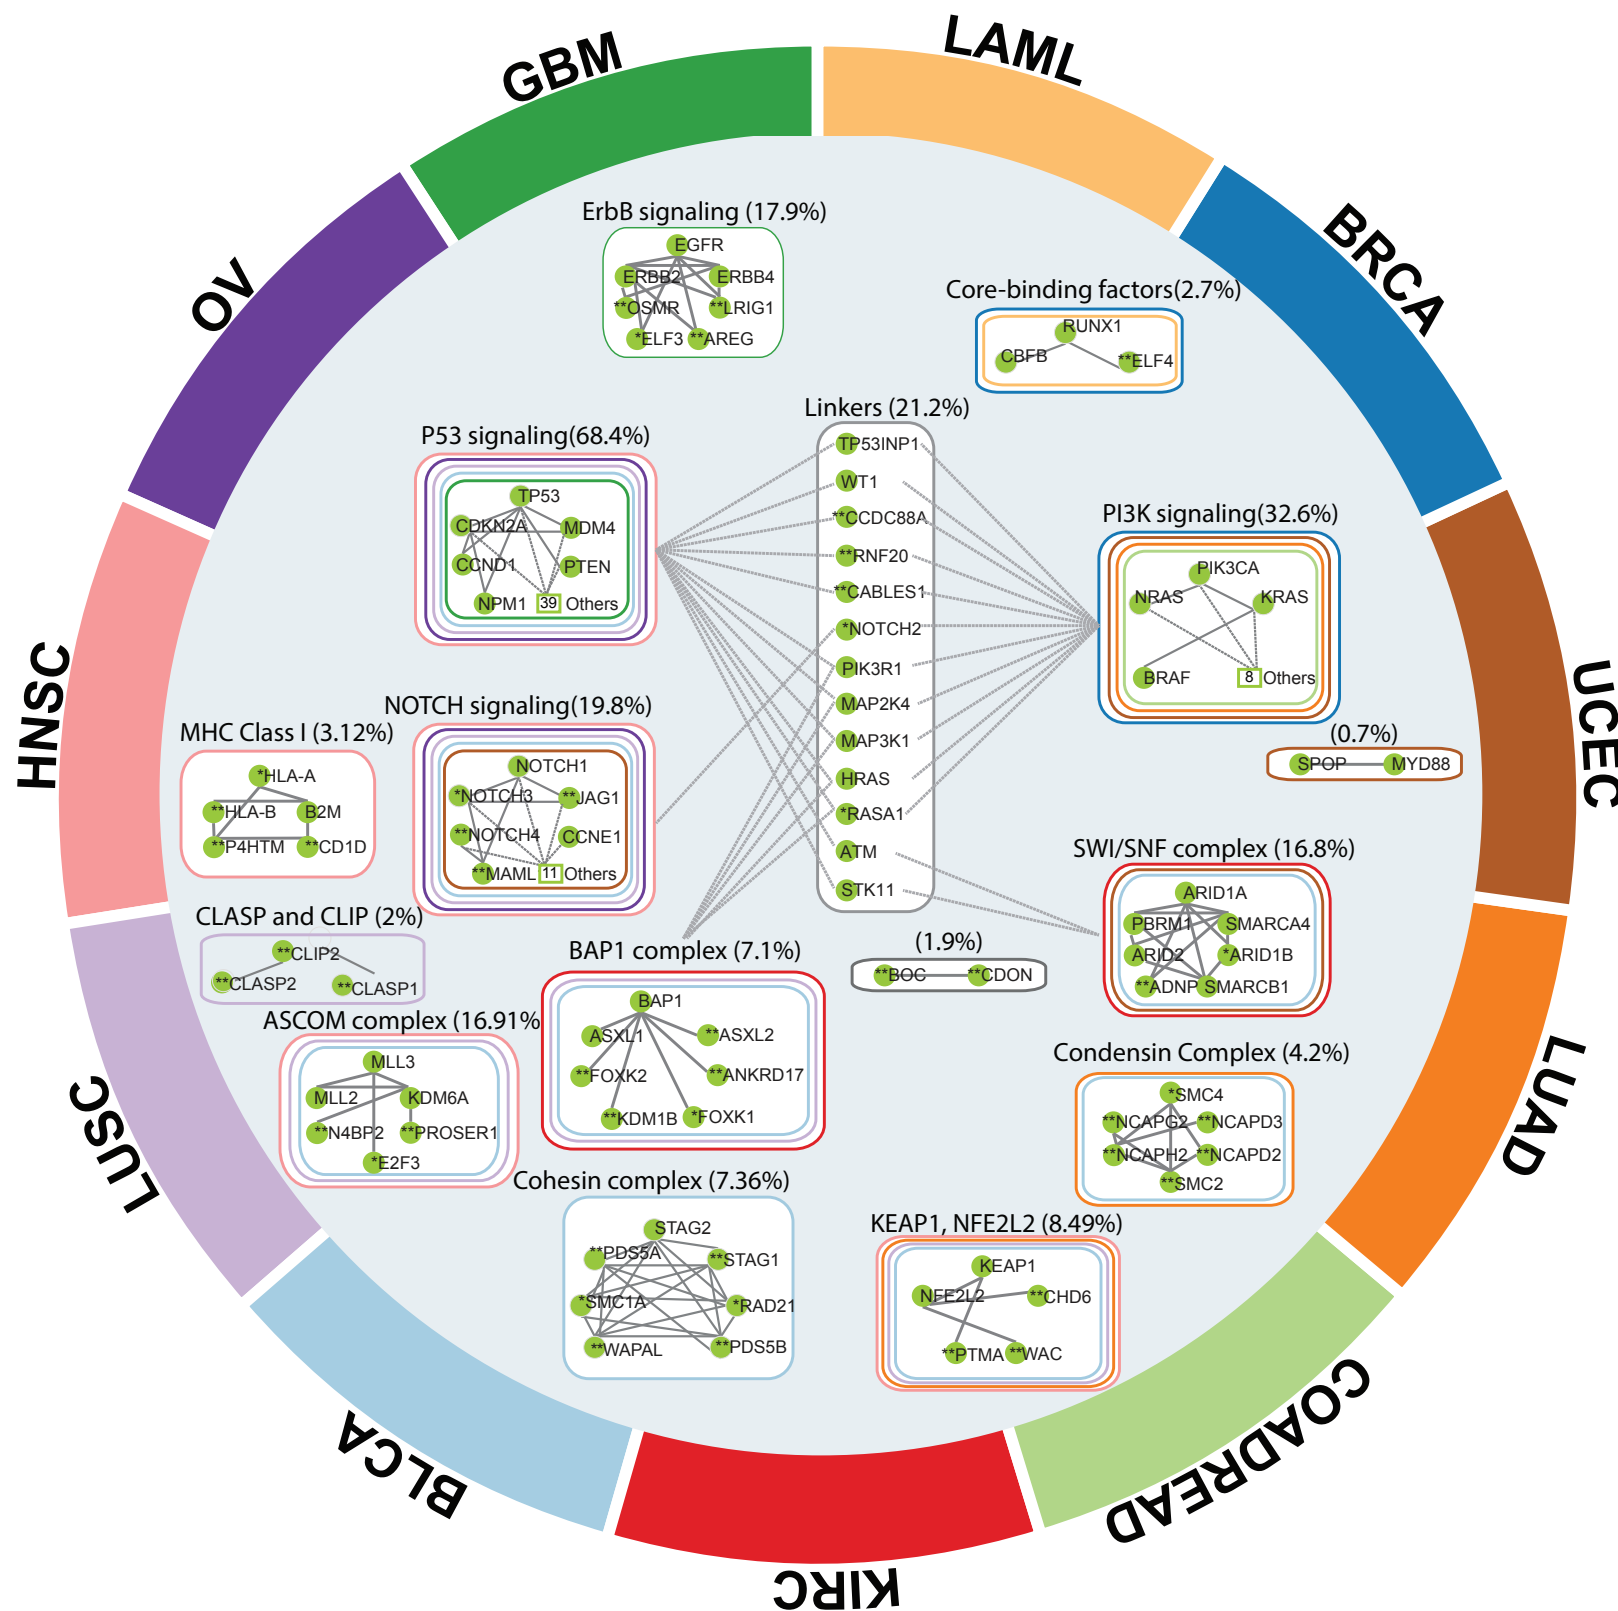 LAML
GBM
BRCA
OV
UCEC
HNSC
LUAD
LUSC
COADREAD
BLCA
KIRC
ErbB signaling (17.9%)
EGFR
ERBB2
ERBB4
**OSMR
**LRIG1
*ELF3
**AREG
Core-binding factors(2.7%)
RUNX1
CBFB
**ELF4
Linkers (21.2%)
TP53INP1
WT1
**CCDC88A
**RNF20
**CABLES1
*NOTCH2
PIK3R1
MAP2K4
MAP3K1
HRAS
*RASA1
ATM
STK11
P53 signaling(68.4%)
TP53
CDKN2A
MDM4
CCND1
PTEN
NPM1
39 Others
PI3K signaling(32.6%)
PIK3CA
NRAS
KRAS
BRAF
8 Others
(0.7%)
SPOP
MYD88
NOTCH signaling(19.8%)
NOTCH1
*NOTCH3
**JAG1
**NOTCH4
CCNE1
**MAML
11 Others
MHC Class I (3.12%)
*HLA-A
**HLA-B
B2M
**P4HTM
**CD1D
SWI/SNF complex (16.8%)
ARID1A
PBRM1
SMARCA4
ARID2
*ARID1B
**ADNP
SMARCB1
CLASP and CLIP (2%)
**CLIP2
**CLASP2
**CLASP1
BAP1 complex (7.1%)
BAP1
ASXL1
**ASXL2
**FOXK2
**ANKRD17
**KDM1B
*FOXK1
(1.9%)
**BOC
**CDON
ASCOM complex (16.91%
MLL3
MLL2
KDM6A
**N4BP2
**PROSER1
*E2F3
Condensin Complex (4.2%)
*SMC4
**NCAPG2
**NCAPD3
**NCAPH2
**NCAPD2
**SMC2
Cohesin complex (7.36%)
STAG2
**PDS5A
**STAG1
*SMC1A
*RAD21
**WAPAL
**PDS5B
KEAP1, NFE2L2 (8.49%)
KEAP1
NFE2L2
**CHD6
**PTMA
**WAC